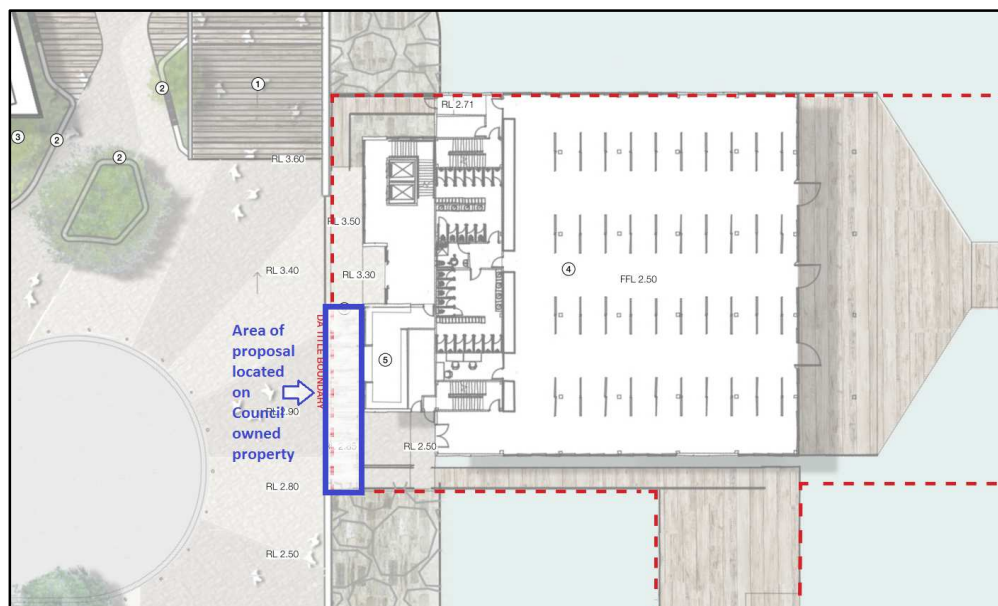 1
2
2
3
2
RL 2.71
RL 3.60
RL 3.50
RL 3.40
RL 3.30
4
FFL 2.50
Area of
proposal
located
on
Council
owned
property
DA TITLE BOUNDARY
5
RL 2.90
RL 2.50
RL 2.80
RL 2.50